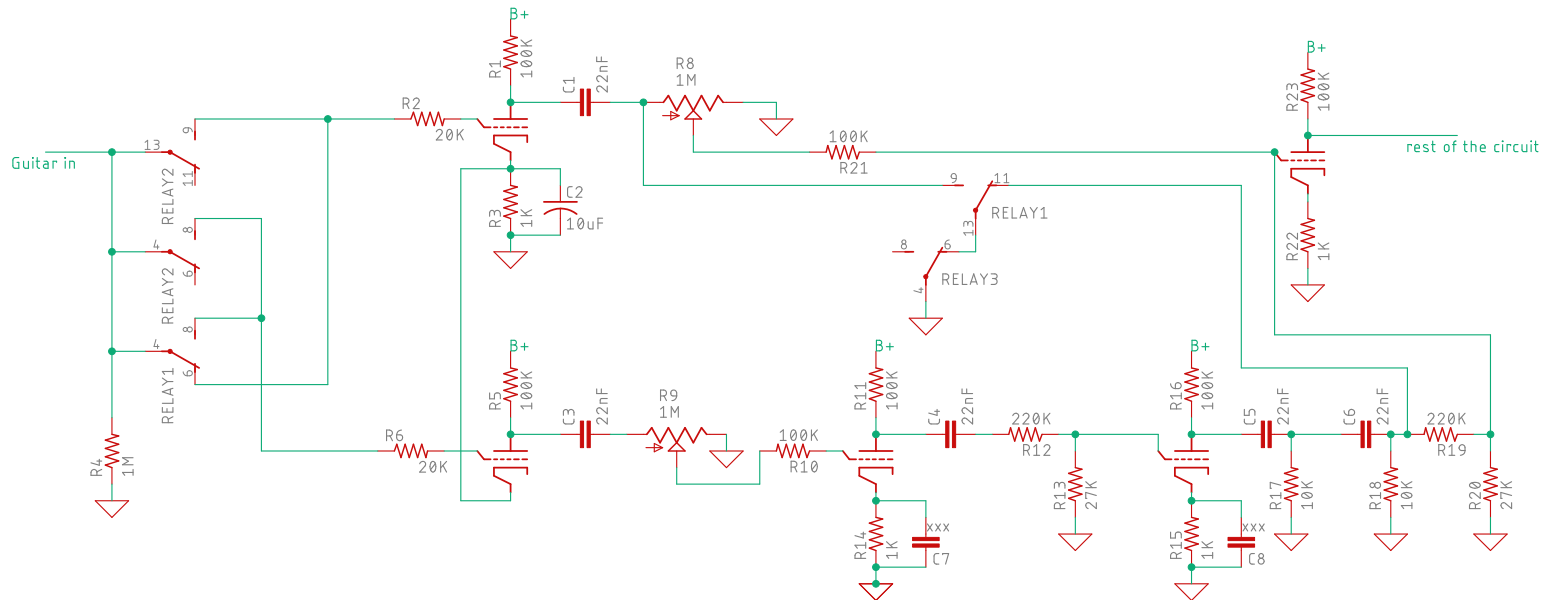 B+
R1
100K
C1
22nF
R8
1M
B+
R23
100K
R2
20K
9
13
11
RELAY2
Guitar in
100K
R21
rest of the circuit
9
11
RELAY1
13
C2
10uF
R3
1K
8
4
6
RELAY2
8
6
RELAY3
4
R22
1K
8
4
6
RELAY1
B+
R5
100K
C3
22nF
R9
1M
B+
R11
100K
C4
22nF
220K
R12
B+
R16
100K
C5
22nF
C6
22nF
220K
R19
R4
1M
R6
20K
100K
R10
R13
27K
R17
10K
R18
10K
R20
27K
R14
1K
xxx
C7
R15
1K
xxx
C8